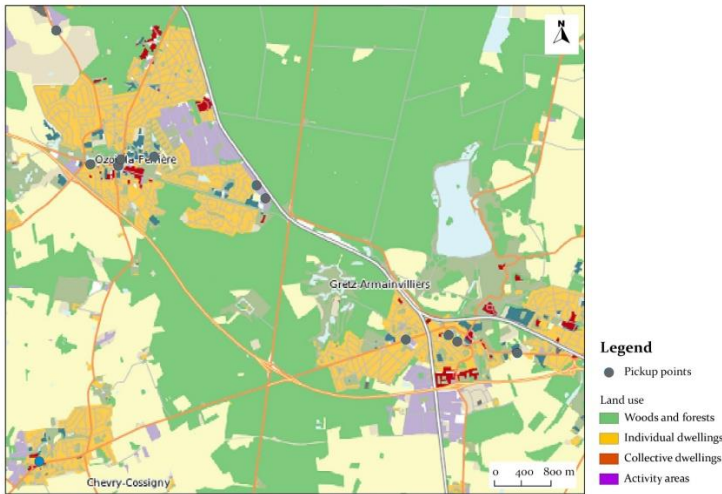 N
Ozoir-la-Ferrière
Gretz-Armainvilliers
Legend
Pickup points
Land use
Woods and forests
Individual dwellings
Collective dwellings
Activity areas
0 400 800 m
Chevry-Cossigny